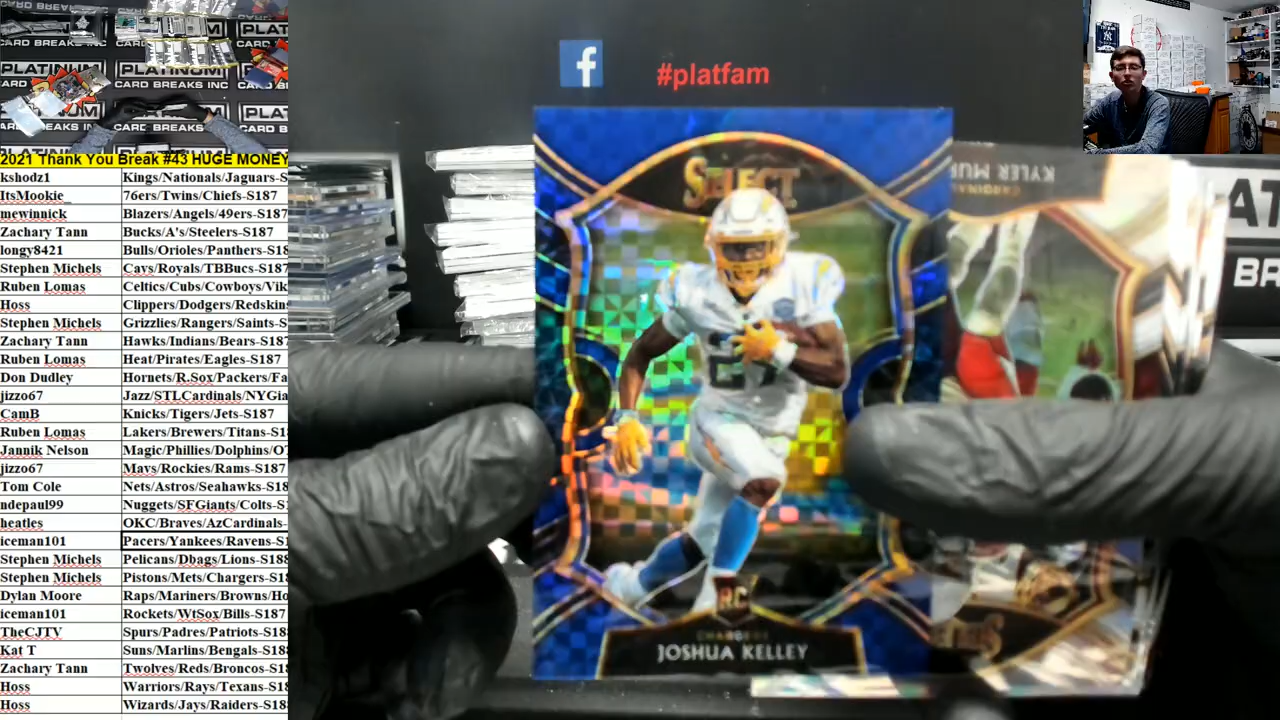 PLATINUM
CARD BREAKS INC
PLATINUM
CARD BREAKS INC
2021 Thank You Break #43 HUGE MONEY
kshodz1 Kings/Nationals/Jaguars-S
ItsMookie_ 76ers/Twins/Chiefs-S187
mewinnick Blazers/Angels/49ers-S187
Zachary Tann Bucks/A's/Steelers-S187
longy8421 Bulls/Orioles/Panthers-S18
Stephen Michels Cavs/Royals/TBBucs-S187
Ruben Lomas Celtics/Cubs/Cowboys/Vik
Hoss Clippers/Dodgers/Redskin
Stephen Michels Grizzlies/Rangers/Saints-S
Zachary Tann Hawks/Indians/Bears-S187
Ruben Lomas Heat/Pirates/Eagles-S187
Don Dudley Hornets/R.Sox/Packers/Fa
jizzo67 Jazz/STLCardinals/NYGia
CamB Knicks/Tigers/Jets-S187
Ruben Lomas Lakers/Brewers/Titans-S1
Jannik Nelson Magic/Phillies/Dolphins/O
jizzo67 Mavs/Rockies/Rams-S187
Tom Cole Nets/Astros/Seahawks-S18
ndepaul99 Nuggets/SFGiants/Colts-S1
heatles OKC/Braves/AzCardinals-
iceman101 Pacers/Yankees/Ravens-S1
Stephen Michels Pelicans/Dbags/Lions-S188
Stephen Michels Pistons/Mets/Chargers-S18
Dylan Moore Raps/Mariners/Browns/Ho
iceman101 Rockets/WtSox/Bills-S187
TheCJTV Spurs/Padres/Patriots-S18
Kat T Suns/Marlins/Bengals-S18
Zachary Tann Twolves/Reds/Broncos-S18
Hoss Warriors/Rays/Texans-S18
Hoss Wizards/Jays/Raiders-S18
f
#platfam
SELECT
RC
CHARGERS
JOSHUA KELLEY
KYLER MUR
CARDINAL